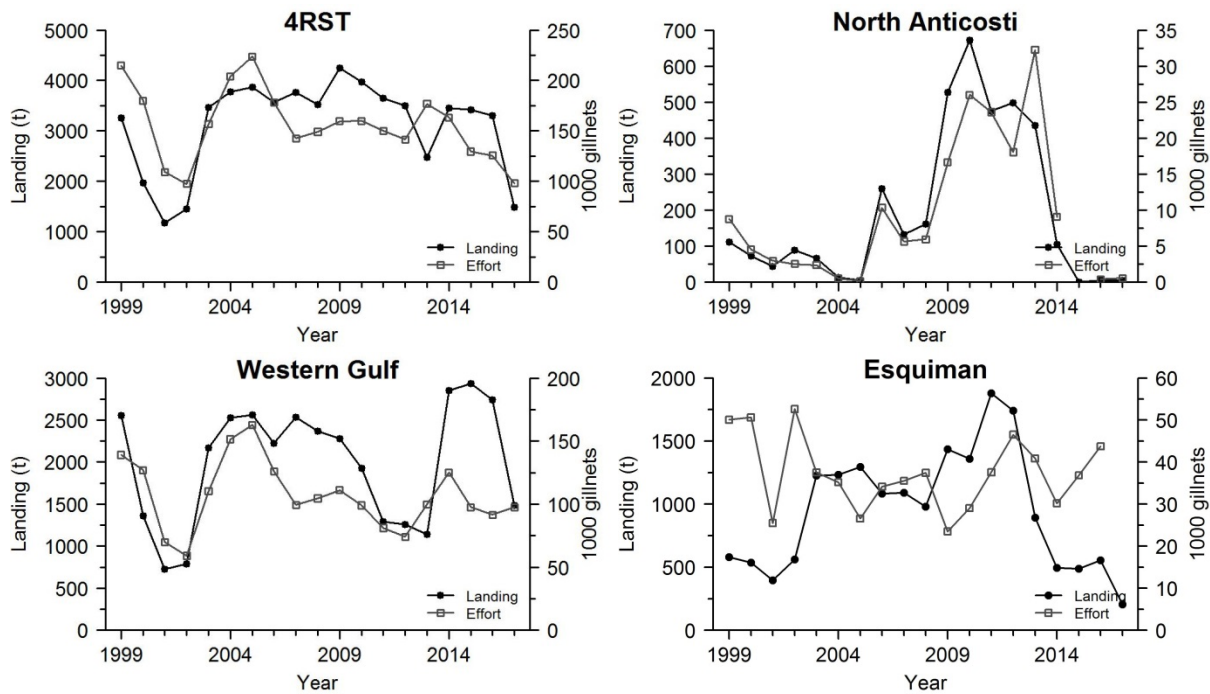 4RST
5000
4000
3000
2000
1000
0
Landing (t)
250
200
150
100
50
0
1000 gillnets
Landing
Effort
1999 2004 2009 2014
Year
North Anticosti
700
600
500
400
300
200
100
0
Landing (t)
35
30
25
20
15
10
5
0
1000 gillnets
Landing
Effort
1999 2004 2009 2014
Year
Western Gulf
3000
2500
2000
1500
1000
500
0
Landing (t)
200
150
100
50
0
1000 gillnets
Landing
Effort
1999 2004 2009 2014
Year
Esquiman
2000
1500
1000
500
0
Landing (t)
60
50
40
30
20
10
0
1000 gillnets
Landing
Effort
1999 2004 2009 2014
Year